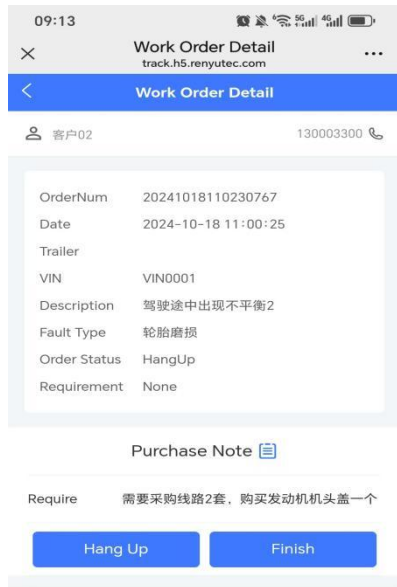 09:13
5G 4G
Work Order Detail
track.h5.renyutec.com
Work Order Detail
客户02 130003300
OrderNum 20241018110230767
Date 2024-10-18 11:00:25
Trailer
VIN VIN0001
Description 驾驶途中出现不平衡2
Fault Type 轮胎磨损
Order Status HangUp
Requirement None
Purchase Note
Require 需要采购线路2套，购买发动机机头盖一个
Hang Up Finish